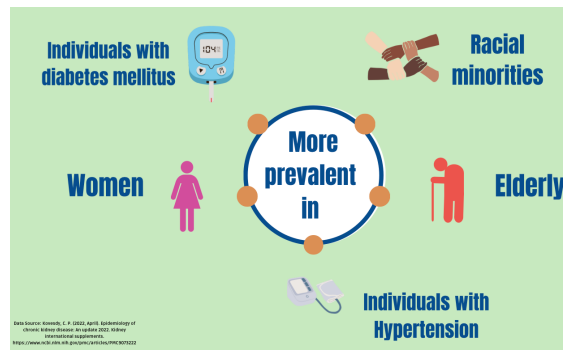 Individuals with
diabetes mellitus
104
Racial
minorities
More
prevalent
in
Women
Elderly
Individuals with
Hypertension
Data Source: Kovesdy, C. P. (2022, April). Epidemiology of
chronic kidney disease: An update 2022. Kidney
international supplements.
https://www.ncbi.nlm.nih.gov/pmc/articles/PMC9073222